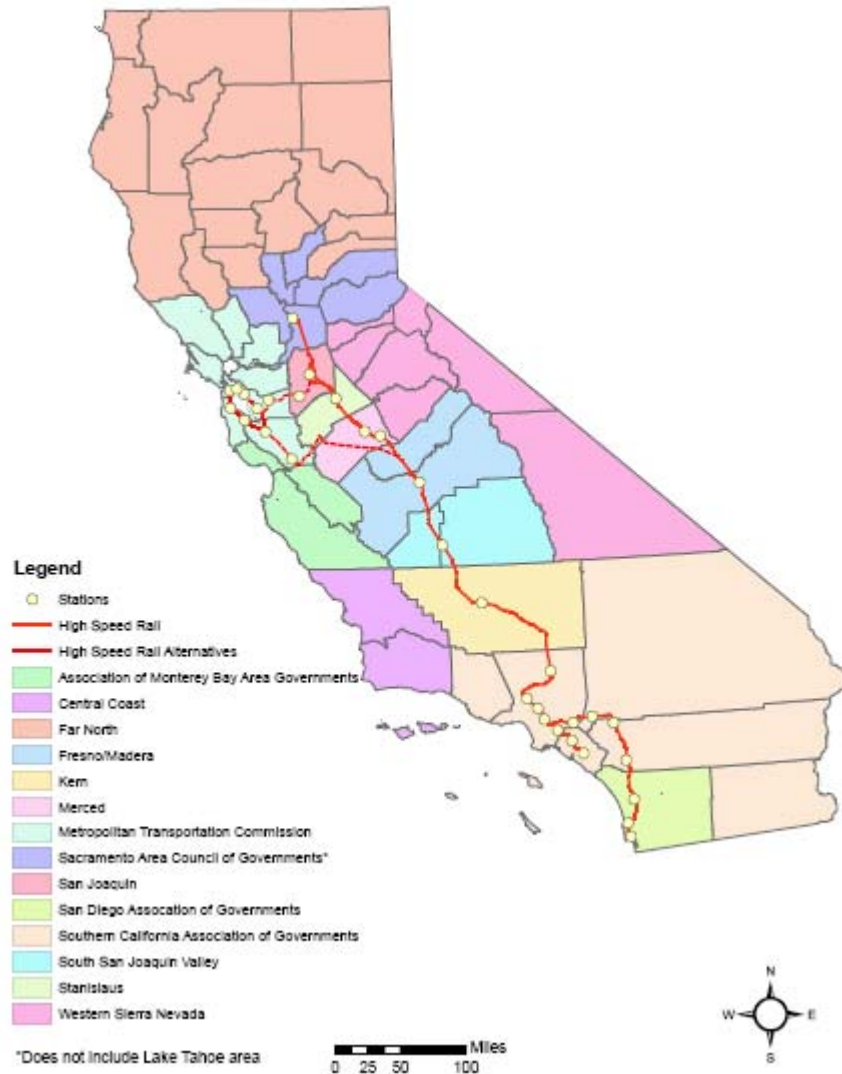 Legend
Stations
High Speed Rail
High Speed Rail Alternatives
Association of Monterey Bay Area Governments
Central Coast
Far North
Fresno/Madera
Kern
Merced
Metropolitan Transportation Commission
Sacramento Area Council of Governments*
San Joaquin
San Diego Assocation of Governments
Southern California Association of Governments
South San Joaquin Valley
Stanislaus
Western Sierra Nevada
*Does not include Lake Tahoe area
Miles
0 25 50 100
N
W E
S